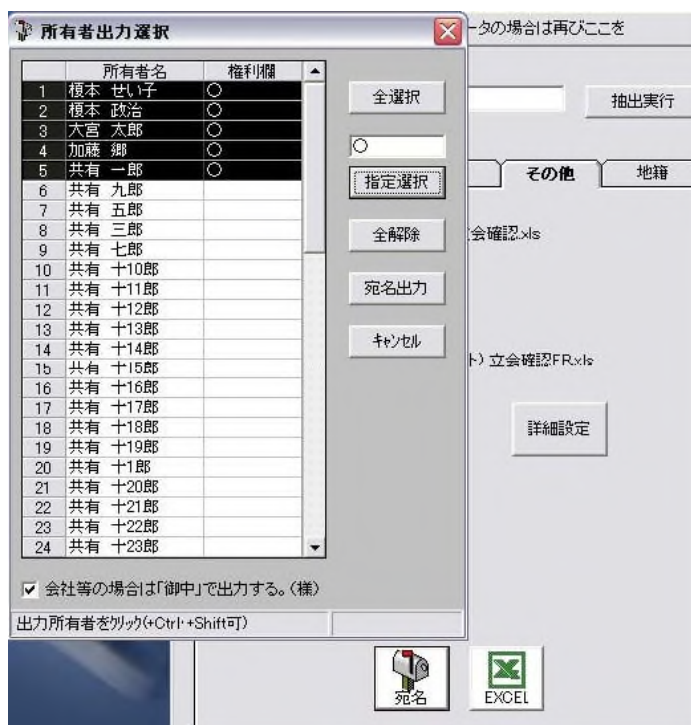 所有者出力選択
ータの場合は再びここを
所有者名 権利欄
1 榎本 せい子 ○
2 榎本 政治 ○
3 大宮 太郎 ○
4 加藤 郷 ○
5 共有 一郎 ○
6 共有 九郎
7 共有 五郎
8 共有 三郎
9 共有 七郎
10 共有 十10郎
11 共有 十11郎
12 共有 十12郎
13 共有 十13郎
14 共有 十14郎
15 共有 十15郎
16 共有 十16郎
17 共有 十17郎
18 共有 十18郎
19 共有 十19郎
20 共有 十1郎
21 共有 十20郎
22 共有 十21郎
23 共有 十22郎
24 共有 十23郎
全選択
○
指定選択
全解除
宛名出力
キャンセル
抽出実行
その他 地籍
会確認.xls
ト) 立会確認FR.xls
詳細設定
会社等の場合は「御中」で出力する。(様)
出力所有者をクリック(+Ctrl・+Shift可)
宛名
EXCEL